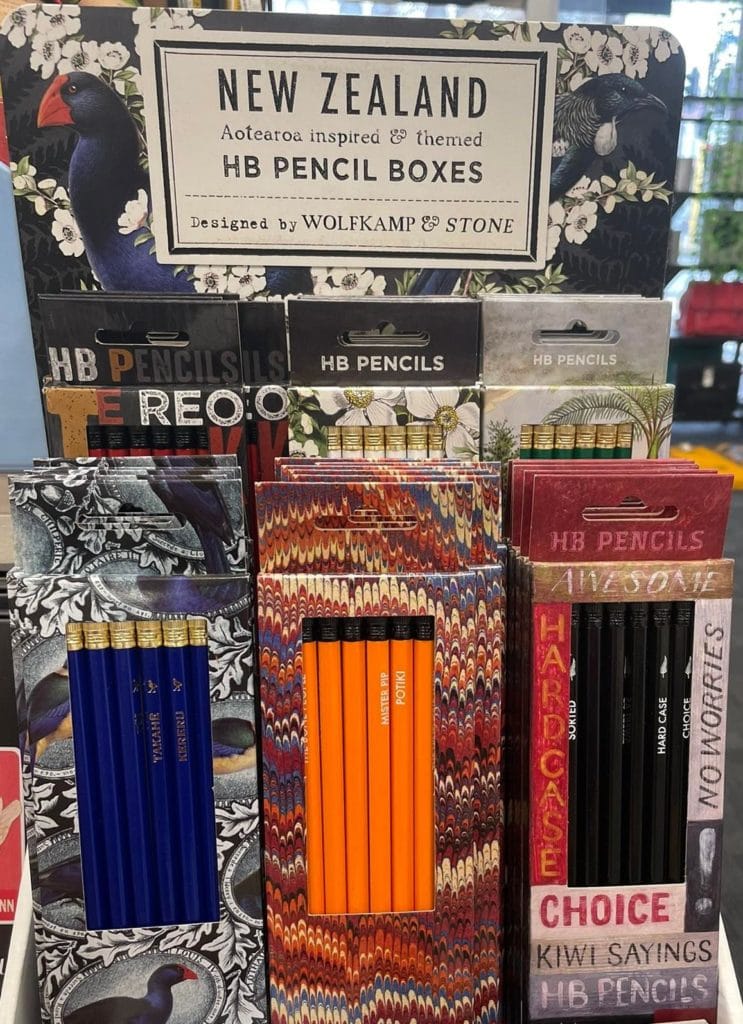 NEW ZEALAND
Aotearoa inspired & themed
HB PENCIL BOXES
Designed by WOLFKAMP & STONE
HB PENCILS
TE REO
HB PENCILS
HB PENCILS
TAKAHĒ
KERERU
MISTER PIP
POTIKI
HB PENCILS
AWESOME
HARD CASE
SORTED
HARD CASE
CHOICE
NO WORRIES
CHOICE
KIWI SAYINGS
HB PENCILS